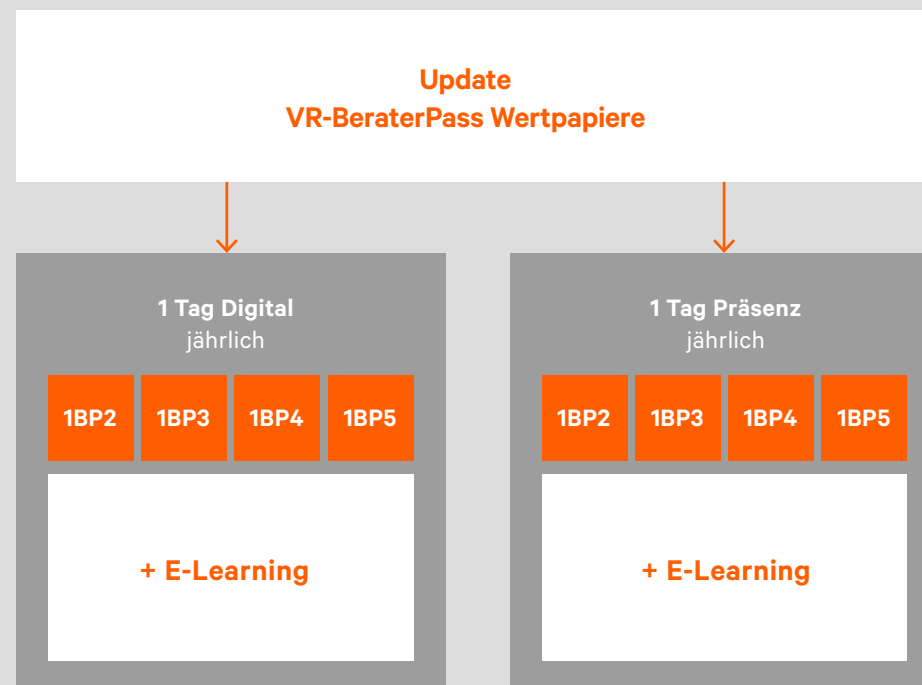 Update
VR-BeraterPass Wertpapiere
1 Tag Digital
jährlich
1BP2 1BP3 1BP4 1BP5
+ E-Learning
1 Tag Präsenz
jährlich
1BP2 1BP3 1BP4 1BP5
+ E-Learning